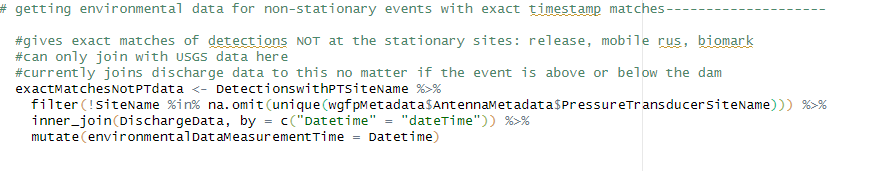 # getting environmental data for non-stationary events with exact timestamp matches--------------------
#gives exact matches of detections NOT at the stationary sites: release, mobile rus, biomark
#can only join with USGS data here
#currently joins discharge data to this no matter if the event is above or below the dam
exactMatchesNotPTdata <- DetectionswithPTSiteName %>%
filter(!SiteName %in% na.omit(unique(wgfpMetadata$AntennaMetadata$PressureTransducerSiteName))) %>%
inner_join(DischargeData, by = c("Datetime" = "dateTime")) %>%
mutate(environmentalDataMeasurementTime = Datetime)